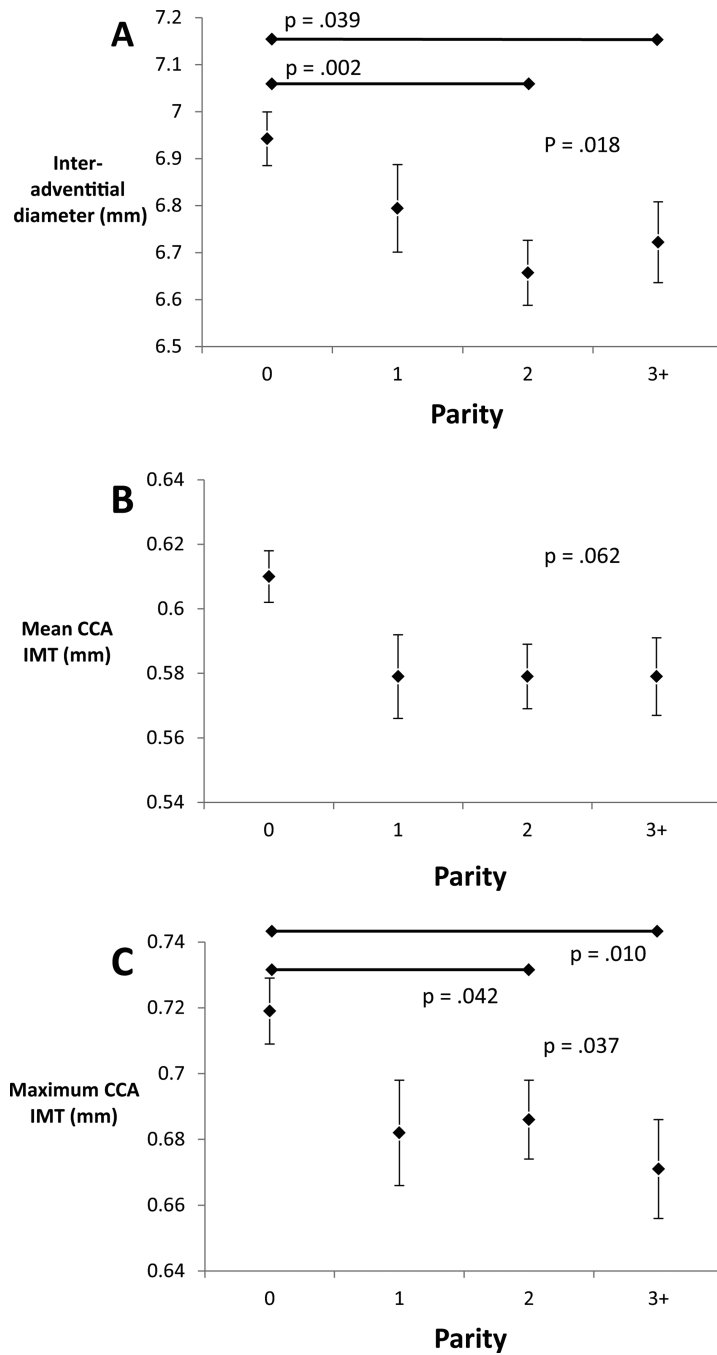 A
7.2
p = .039
7.1
p = .002
7
P = .018
6.9
Inter-
adventitial
diameter (mm)
6.8
6.7
6.6
6.5
0 1 2 3+
Parity
B
0.64
0.62
p = .062
0.6
Mean CCA
IMT (mm)
0.58
0.56
0.54
0 1 2 3+
Parity
C
0.74
p = .010
0.72
p = .042
p = .037
0.7
Maximum CCA
IMT (mm)
0.68
0.66
0.64
0 1 2 3+
Parity